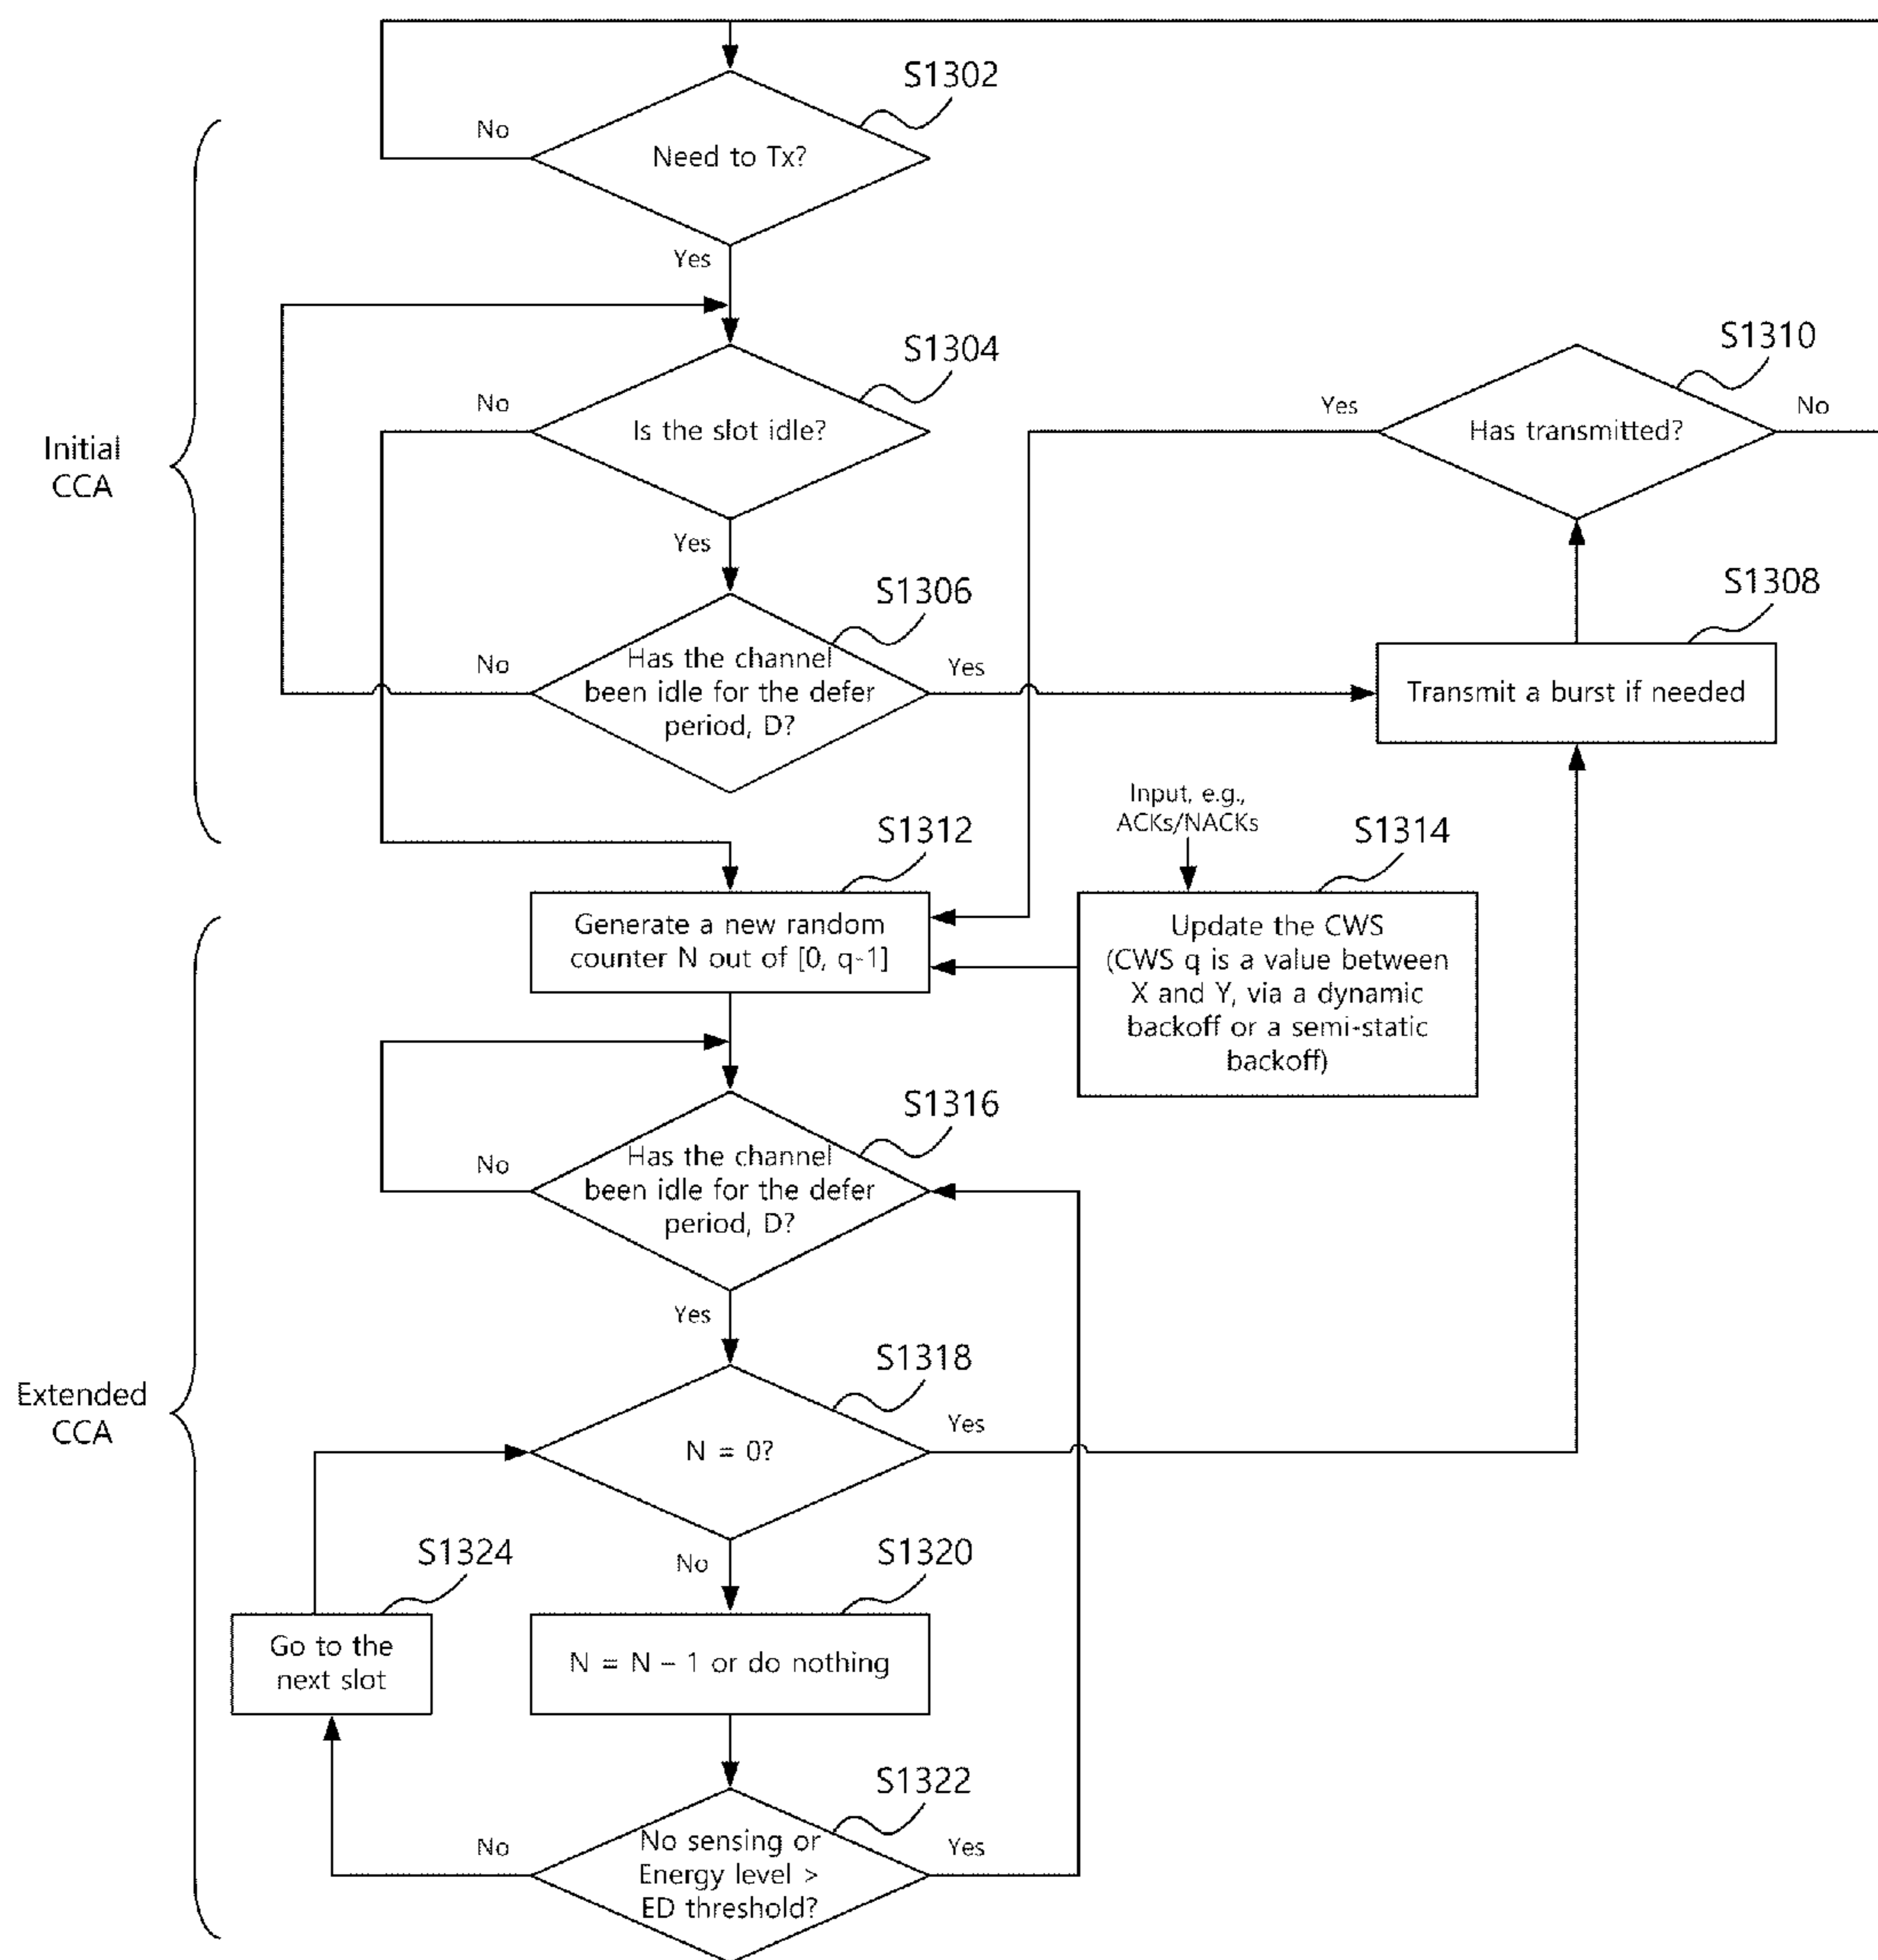 S1302
No
Need to Tx?
Yes
S1304
S1310
No
Is the slot idle?
Yes
Has transmitted?
No
Initial
CCA
Yes
S1306
S1308
No
Has the channel
been idle for the defer
period, D?
Yes
Transmit a burst if needed
Input, e.g.,
ACKs/NACKs
S1312
S1314
Generate a new random
counter N out of [0, q-1]
Update the CWS
(CWS q is a value between
X and Y, via a dynamic
backoff or a semi-static
backoff)
S1316
No
Has the channel
been idle for the defer
period, D?
Yes
S1318
Extended
CCA
N = 0?
Yes
No
S1324
S1320
Go to the
next slot
N = N – 1 or do nothing
S1322
No
No sensing or
Energy level >
ED threshold?
Yes